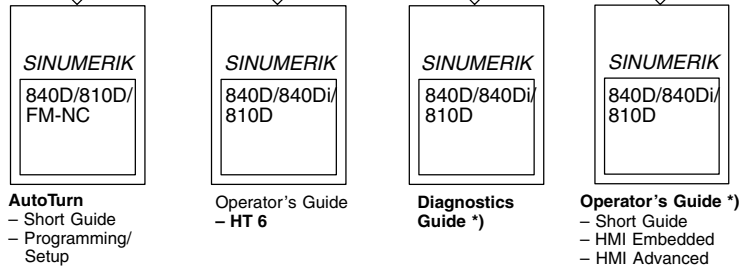 SINUMERIK
840D/810D/
FM-NC
AutoTurn
– Short Guide
– Programming/
Setup
SINUMERIK
840D/840Di/
810D
Operator's Guide
– HT 6
SINUMERIK
840D/840Di/
810D
Diagnostics
Guide *)
SINUMERIK
840D/840Di/
810D
Operator's Guide *)
– Short Guide
– HMI Embedded
– HMI Advanced